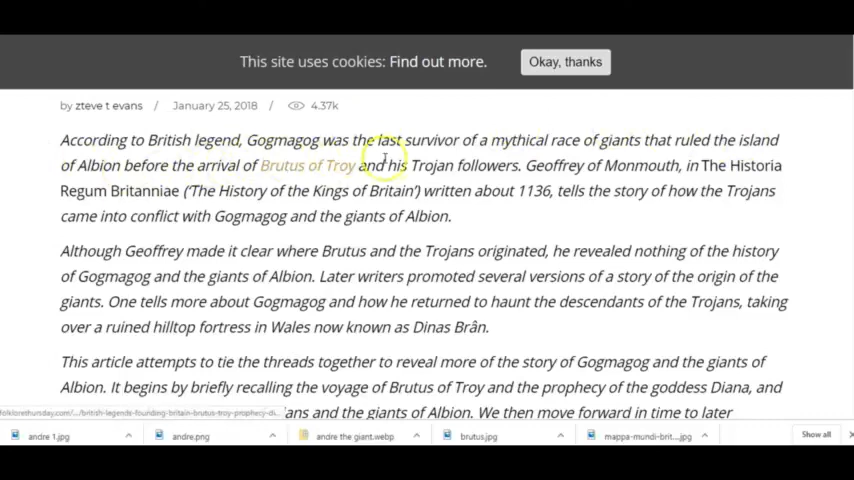 This site uses cookies: Find out more. Okay, thanks
by zteve t evans / January 25, 2018 / 4.37k
According to British legend, Gogmagog was the last survivor of a mythical race of giants that ruled the island
of Albion before the arrival of Brutus of Troy and his Trojan followers. Geoffrey of Monmouth, in The Historia
Regum Britanniae (‘The History of the Kings of Britain’) written about 1136, tells the story of how the Trojans
came into conflict with Gogmagog and the giants of Albion.
Although Geoffrey made it clear where Brutus and the Trojans originated, he revealed nothing of the history
of Gogmagog and the giants of Albion. Later writers promoted several versions of a story of the origin of the
giants. One tells more about Gogmagog and how he returned to haunt the descendants of the Trojans, taking
over a ruined hilltop fortress in Wales now known as Dinas Brân.
This article attempts to tie the threads together to reveal more of the story of Gogmagog and the giants of
Albion. It begins by briefly recalling the voyage of Brutus of Troy and the prophecy of the goddess Diana, and
ans and the giants of Albion. We then move forward in time to later
folklorethursday.com/.../british-legends-founding-britain-brutus-troy-prophecy-di...
andre 1.jpg andre.png andre the giant.webp brutus.jpg mappa-mundi-brit....jpg Show all